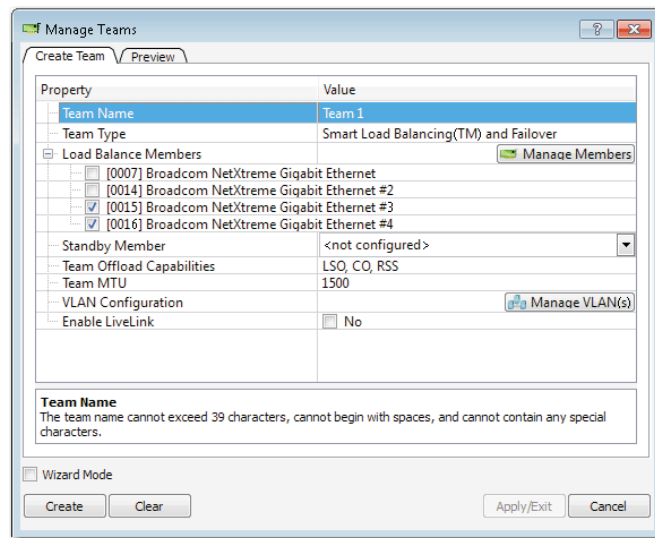 Manage Teams
Create Team Preview
Property Value
Team Name Team 1
Team Type Smart Load Balancing(TM) and Failover
Load Balance Members Manage Members
[0007] Broadcom NetXtreme Gigabit Ethernet
[0014] Broadcom NetXtreme Gigabit Ethernet #2
[0015] Broadcom NetXtreme Gigabit Ethernet #3
[0016] Broadcom NetXtreme Gigabit Ethernet #4
Standby Member <not configured>
Team Offload Capabilities LSO, CO, RSS
Team MTU 1500
VLAN Configuration Manage VLAN(s)
Enable LiveLink No
Team Name
The team name cannot exceed 39 characters, cannot begin with spaces, and cannot contain any special
characters.
Wizard Mode
Create Clear Apply/Exit Cancel